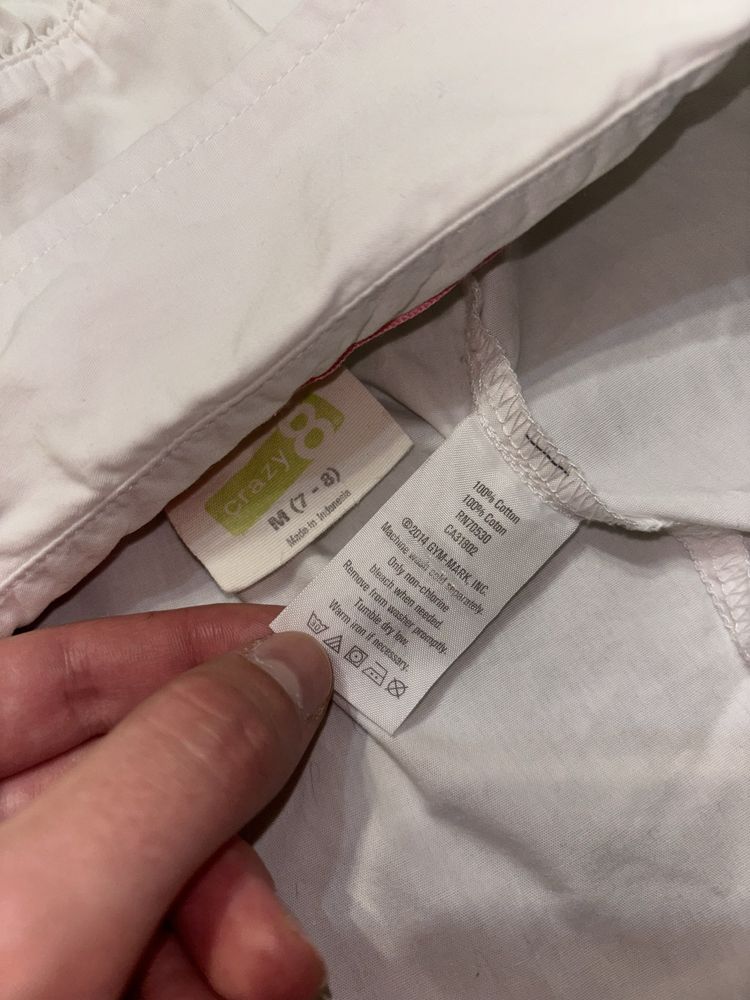 crazy 8
M (7 - 8)
Made in Indonesia
100% Cotton
100% Coton
RN70530
CA31802
©2014 GYM-MARK, INC.
Machine wash cold separately.
Only non-chlorine
bleach when needed.
Remove from washer promptly.
Tumble dry low.
Warm iron if necessary.